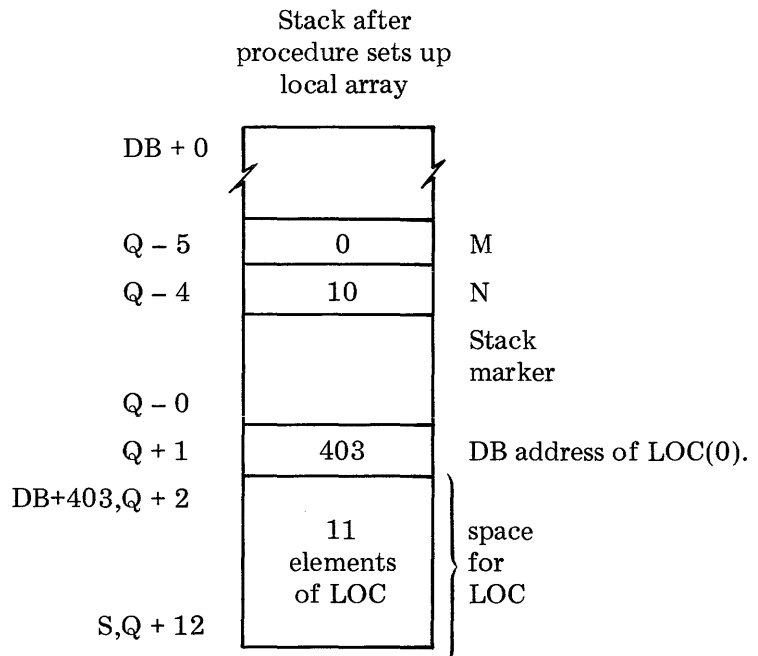 Stack after
procedure sets up
local array
DB + 0
Q – 5 0 M
Q – 4 10 N
Stack
marker
Q – 0
Q + 1 403 DB address of LOC(0).
DB+403,Q + 2
11
elements
of LOC
space
for
LOC
S,Q + 12